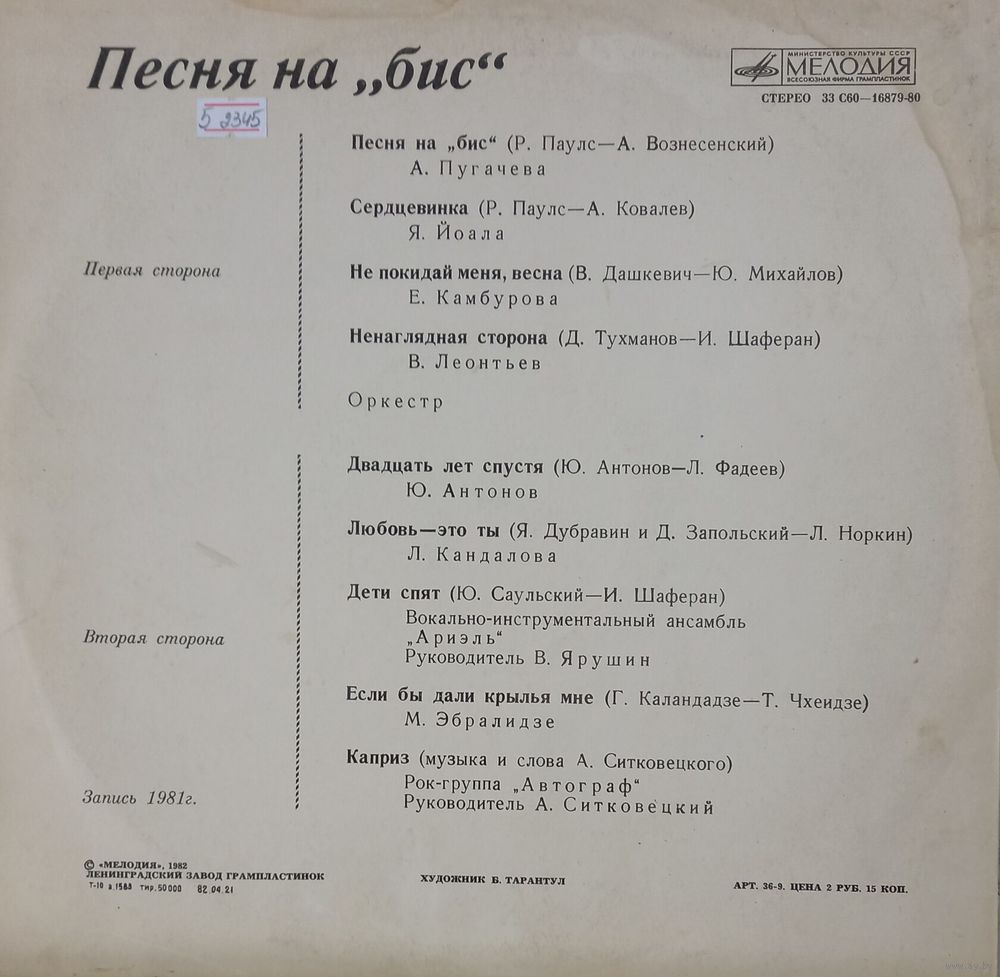 Песня на „бис“
МИНИСТЕРСТВО КУЛЬТУРЫ СССР
МЕЛОДИЯ
ВСЕСОЮЗНАЯ ФИРМА ГРАМПЛАСТИНОК
СТЕРЕО 33 С60—16879-80
5 2345
Песня на „бис“ (Р. Паулс—А. Вознесенский)
А. Пугачева
Сердцевинка (Р. Паулс—А. Ковалев)
Я. Йоала
Первая сторона
Не покидай меня, весна (В. Дашкевич—Ю. Михайлов)
Е. Камбурова
Ненаглядная сторона (Д. Тухманов—И. Шаферан)
В. Леонтьев
Оркестр
Двадцать лет спустя (Ю. Антонов—Л. Фадеев)
Ю. Антонов
Любовь—это ты (Я. Дубравин и Д. Запольский—Л. Норкин)
Л. Кандалова
Дети спят (Ю. Саульский—И. Шаферан)
Вокально-инструментальный ансамбль
„Ариэль“
Вторая сторона
Руководитель В. Ярушин
Если бы дали крылья мне (Г. Каландадзе—Т. Чхеидзе)
М. Эбралидзе
Каприз (музыка и слова А. Ситковецкого)
Рок-группа „Автограф“
Запись 1981г.
Руководитель А. Ситковецкий
© «МЕЛОДИЯ», 1982
ЛЕНИНГРАДСКИЙ ЗАВОД ГРАМПЛАСТИНОК
Т-10 з.1583 тир.50000 82.04.21
ХУДОЖНИК Б. ТАРАНТУЛ
АРТ. 36-9. ЦЕНА 2 РУБ. 15 КОП.
www.ay.by